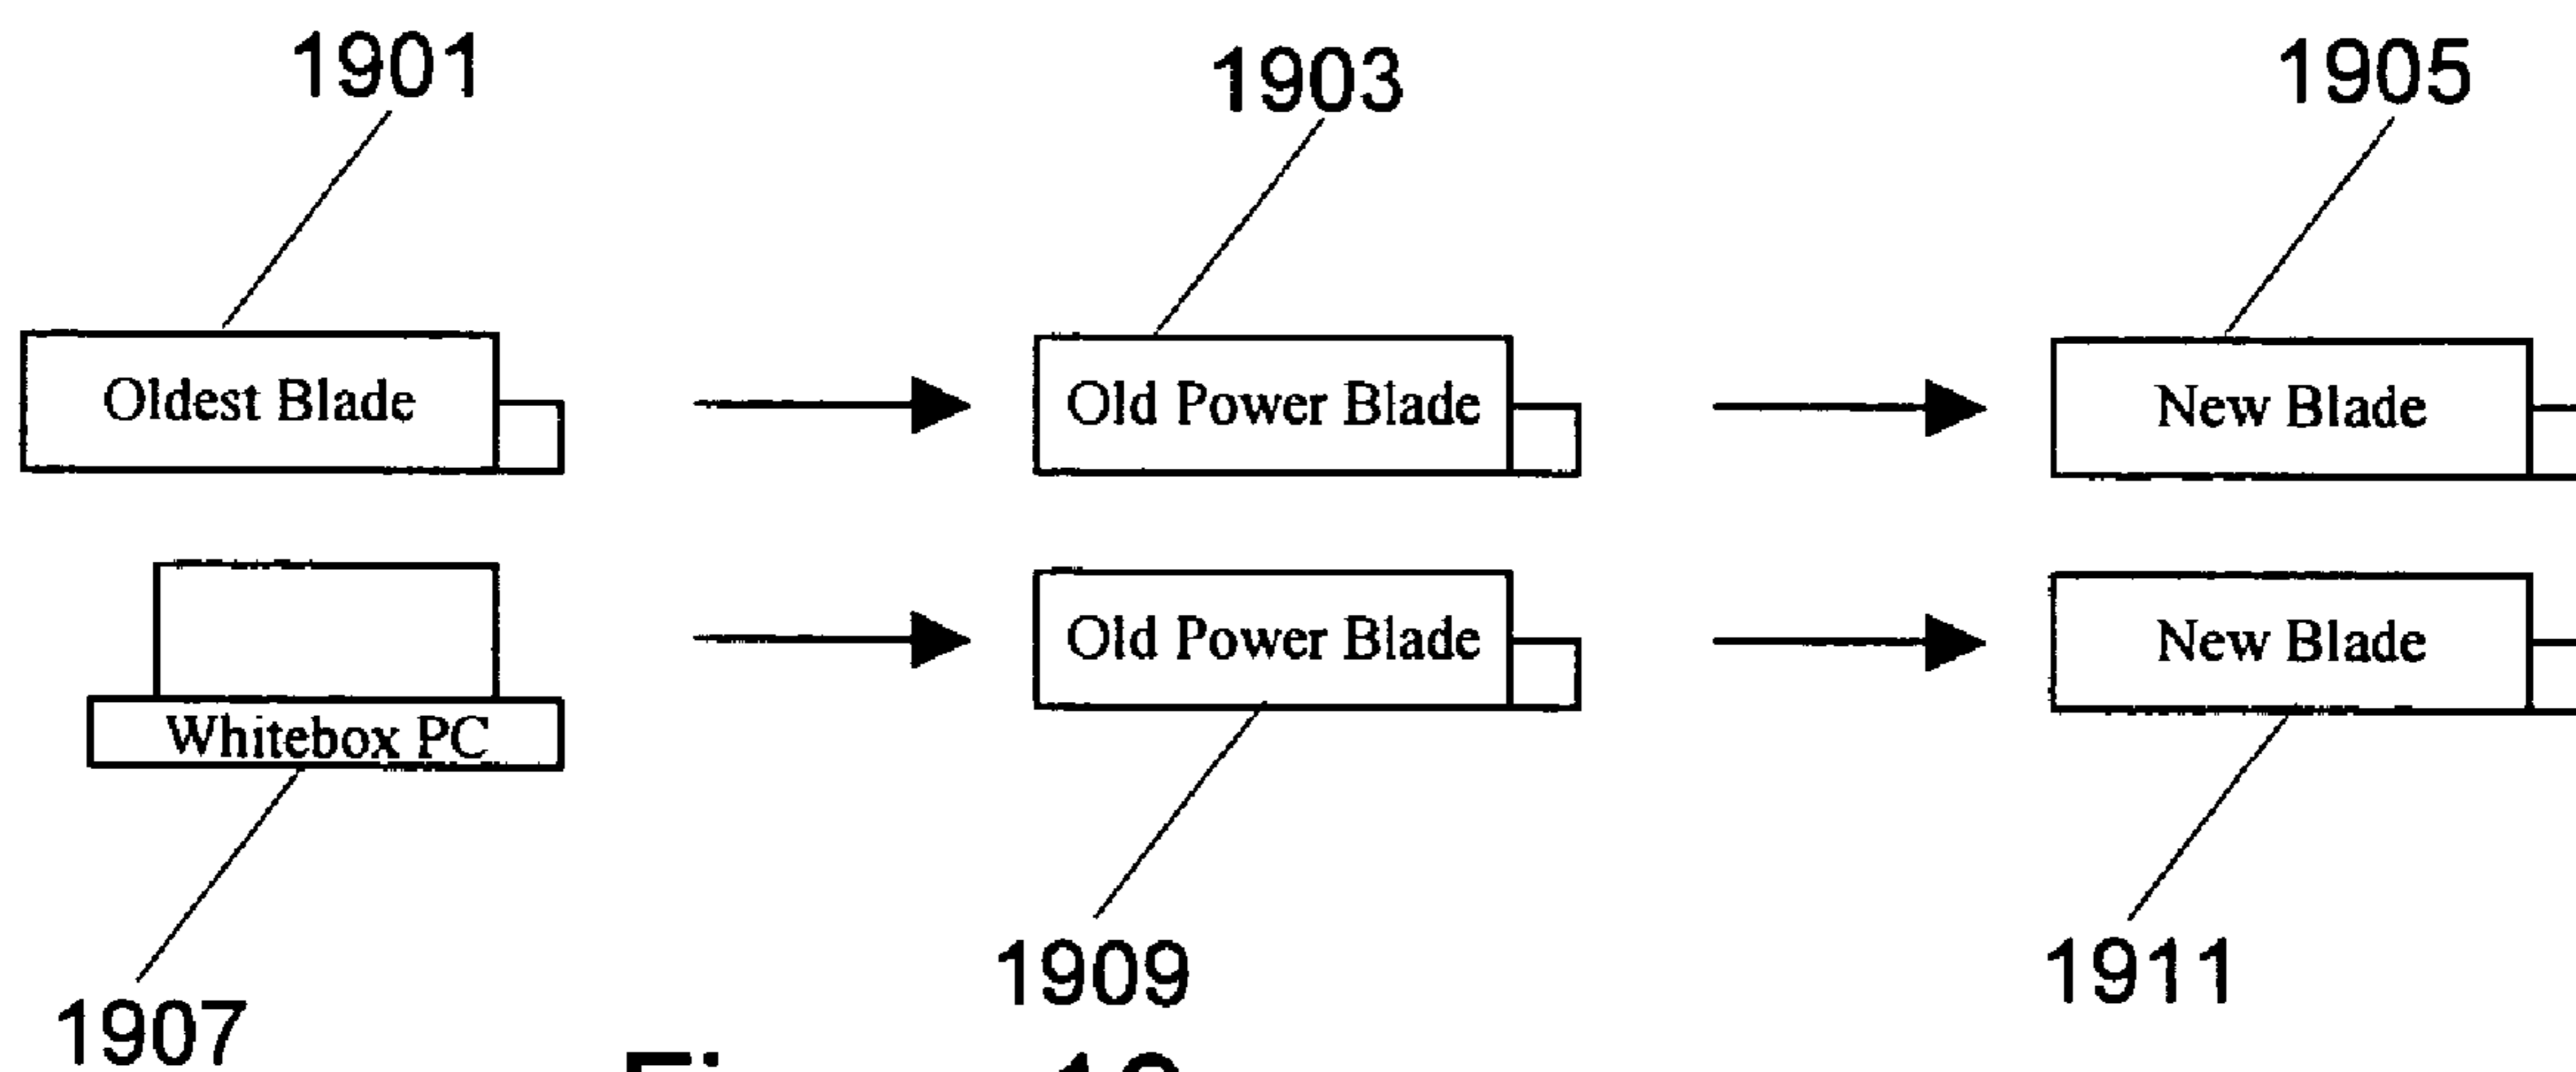 1901 1903 1905
Oldest Blade Old Power Blade New Blade
Whitebox PC Old Power Blade New Blade
1907 1909 1911